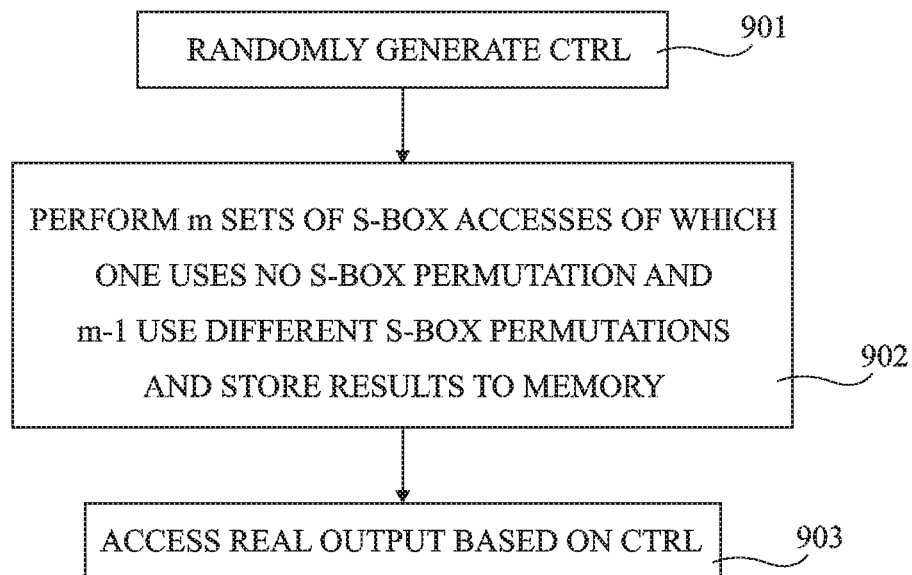 901
RANDOMLY GENERATE CTRL
PERFORM m SETS OF S-BOX ACCESSES OF WHICH
ONE USES NO S-BOX PERMUTATION AND
m-1 USE DIFFERENT S-BOX PERMUTATIONS
AND STORE RESULTS TO MEMORY
902
ACCESS REAL OUTPUT BASED ON CTRL
903